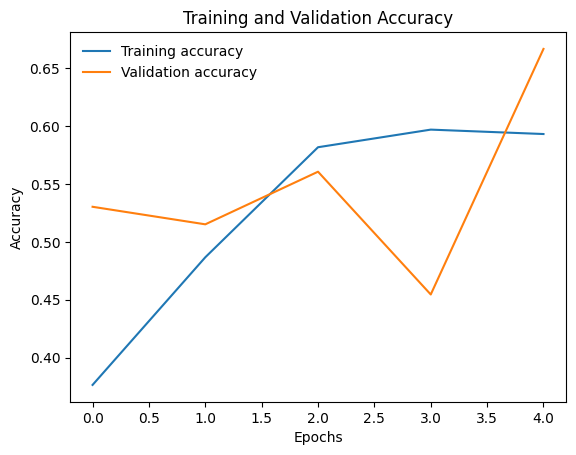 Training and Validation Accuracy
Training accuracy
Validation accuracy
Accuracy
0.65
0.60
0.55
0.50
0.45
0.40
0.0 0.5 1.0 1.5 2.0 2.5 3.0 3.5 4.0
Epochs